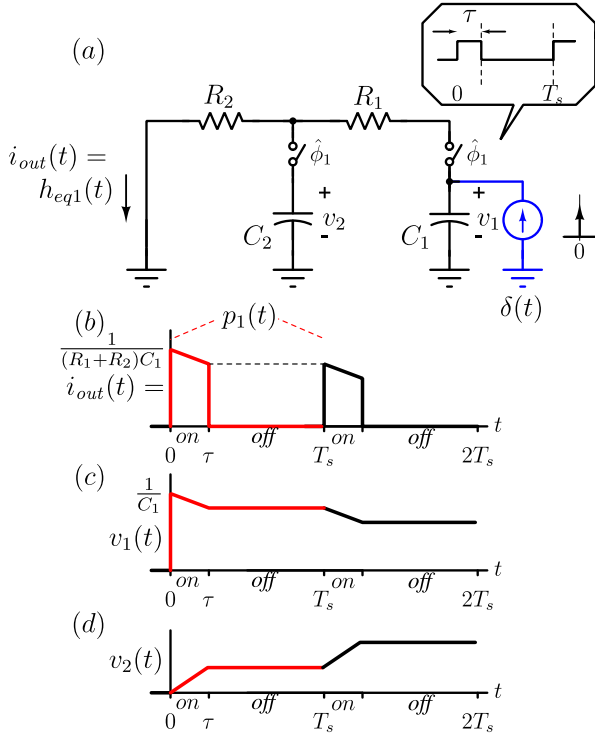 (a)
τ
0 T_s
R_2 R_1
i_out(t) =
h_eq1(t)
φ̂_1 φ̂_1
+ +
C_2 v_2 C_1 v_1
- -
0
δ(t)
(b) p_1(t)
1/((R_1+R_2)C_1)
i_out(t) =
on off on off t
0 τ T_s 2T_s
(c)
1/C_1
v_1(t)
on off on off t
0 τ T_s 2T_s
(d)
v_2(t)
on off on off t
0 τ T_s 2T_s